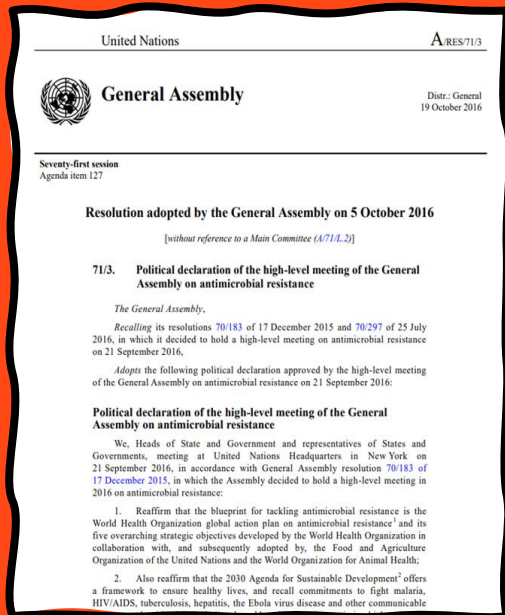 United Nations
A/RES/71/3
General Assembly
Distr.: General
19 October 2016
Seventy-first session
Agenda item 127
Resolution adopted by the General Assembly on 5 October 2016
[without reference to a Main Committee (A/71/L.2)]
71/3. Political declaration of the high-level meeting of the General
Assembly on antimicrobial resistance
The General Assembly,
Recalling its resolutions 70/183 of 17 December 2015 and 70/297 of 25 July
2016, in which it decided to hold a high-level meeting on antimicrobial resistance
on 21 September 2016,
Adopts the following political declaration approved by the high-level meeting
of the General Assembly on antimicrobial resistance on 21 September 2016:
Political declaration of the high-level meeting of the General
Assembly on antimicrobial resistance
We, Heads of State and Government and representatives of States and
Governments, meeting at United Nations Headquarters in New York on
21 September 2016, in accordance with General Assembly resolution 70/183 of
17 December 2015, in which the Assembly decided to hold a high-level meeting in
2016 on antimicrobial resistance:
1. Reaffirm that the blueprint for tackling antimicrobial resistance is the
World Health Organization global action plan on antimicrobial resistance¹ and its
five overarching strategic objectives developed by the World Health Organization in
collaboration with, and subsequently adopted by, the Food and Agriculture
Organization of the United Nations and the World Organization for Animal Health;
2. Also reaffirm that the 2030 Agenda for Sustainable Development² offers
a framework to ensure healthy lives, and recall commitments to fight malaria,
HIV/AIDS, tuberculosis, hepatitis, the Ebola virus disease and other communicable